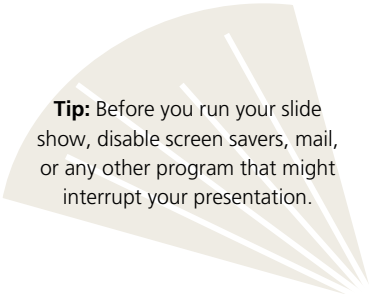 Tip: Before you run your slide
show, disable screen savers, mail,
or any other program that might
interrupt your presentation.